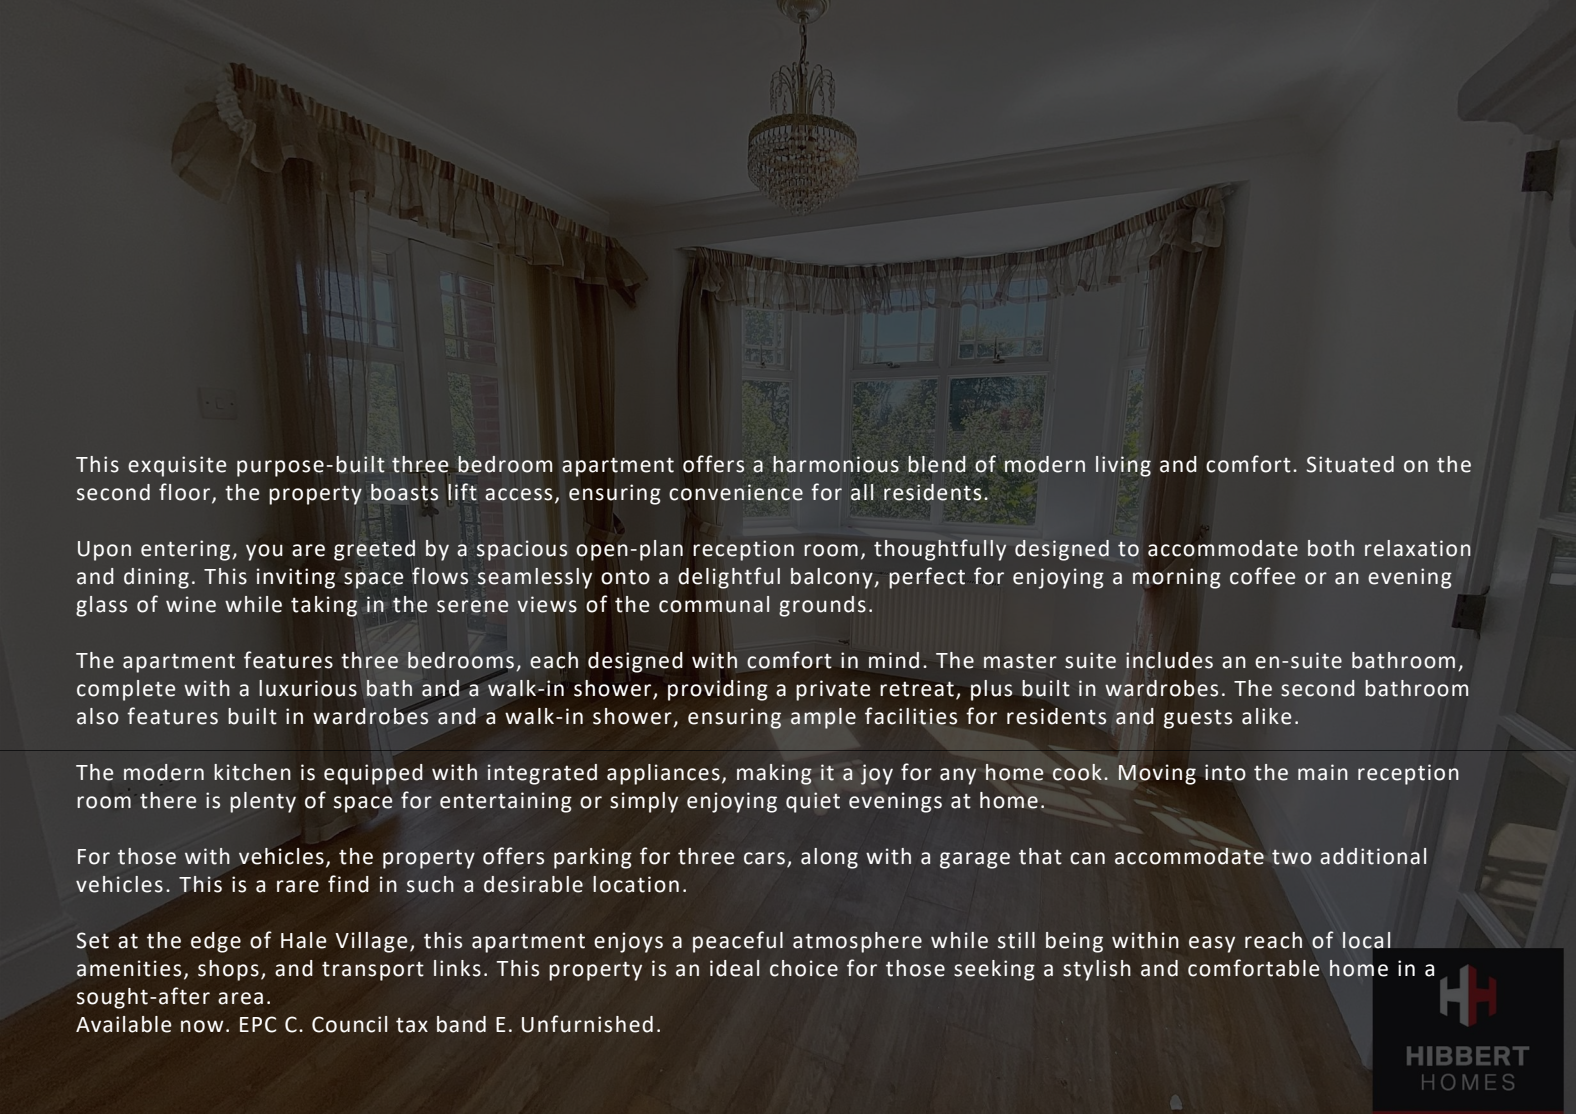 This exquisite purpose-built three bedroom apartment offers a harmonious blend of modern living and comfort. Situated on the
second floor, the property boasts lift access, ensuring convenience for all residents.
Upon entering, you are greeted by a spacious open-plan reception room, thoughtfully designed to accommodate both relaxation
and dining. This inviting space flows seamlessly onto a delightful balcony, perfect for enjoying a morning coffee or an evening
glass of wine while taking in the serene views of the communal grounds.
The apartment features three bedrooms, each designed with comfort in mind. The master suite includes an en-suite bathroom,
complete with a luxurious bath and a walk-in shower, providing a private retreat, plus built in wardrobes. The second bathroom
also features built in wardrobes and a walk-in shower, ensuring ample facilities for residents and guests alike.
The modern kitchen is equipped with integrated appliances, making it a joy for any home cook. Moving into the main reception
room there is plenty of space for entertaining or simply enjoying quiet evenings at home.
For those with vehicles, the property offers parking for three cars, along with a garage that can accommodate two additional
vehicles. This is a rare find in such a desirable location.
Set at the edge of Hale Village, this apartment enjoys a peaceful atmosphere while still being within easy reach of local
amenities, shops, and transport links. This property is an ideal choice for those seeking a stylish and comfortable home in a
sought-after area.
Available now. EPC C. Council tax band E. Unfurnished.
HIBBERT
HOMES